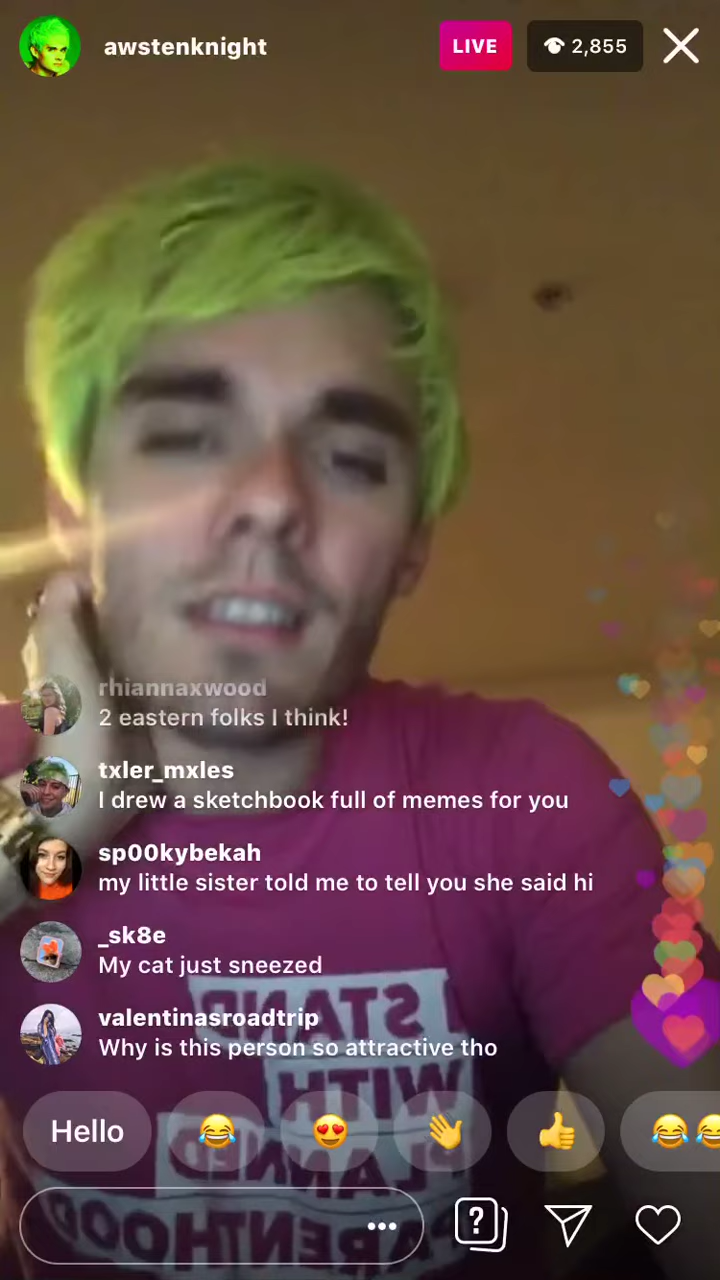 awstenknight
LIVE
2,855
rhiannaxwood
2 eastern folks I think!
txler_mxles
I drew a sketchbook full of memes for you
sp00kybekah
my little sister told me to tell you she said hi
_sk8e
My cat just sneezed
valentinasroadtrip
Why is this person so attractive tho
I STAND
WITH
PLANNED
PARENTHOOD
Hello 😂 😍 👋 👍 😂😂
?
...